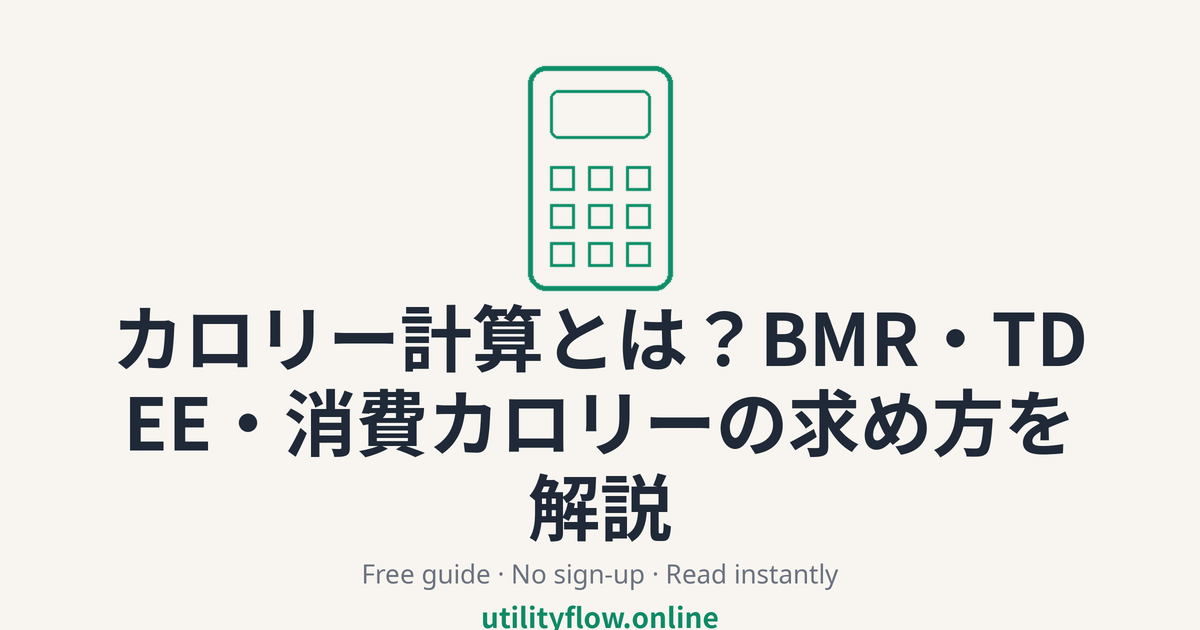 カロリー計算とは？BMR・TD
EE・消費カロリーの求め方を
解説
Free guide · No sign-up · Read instantly
utilityflow.online